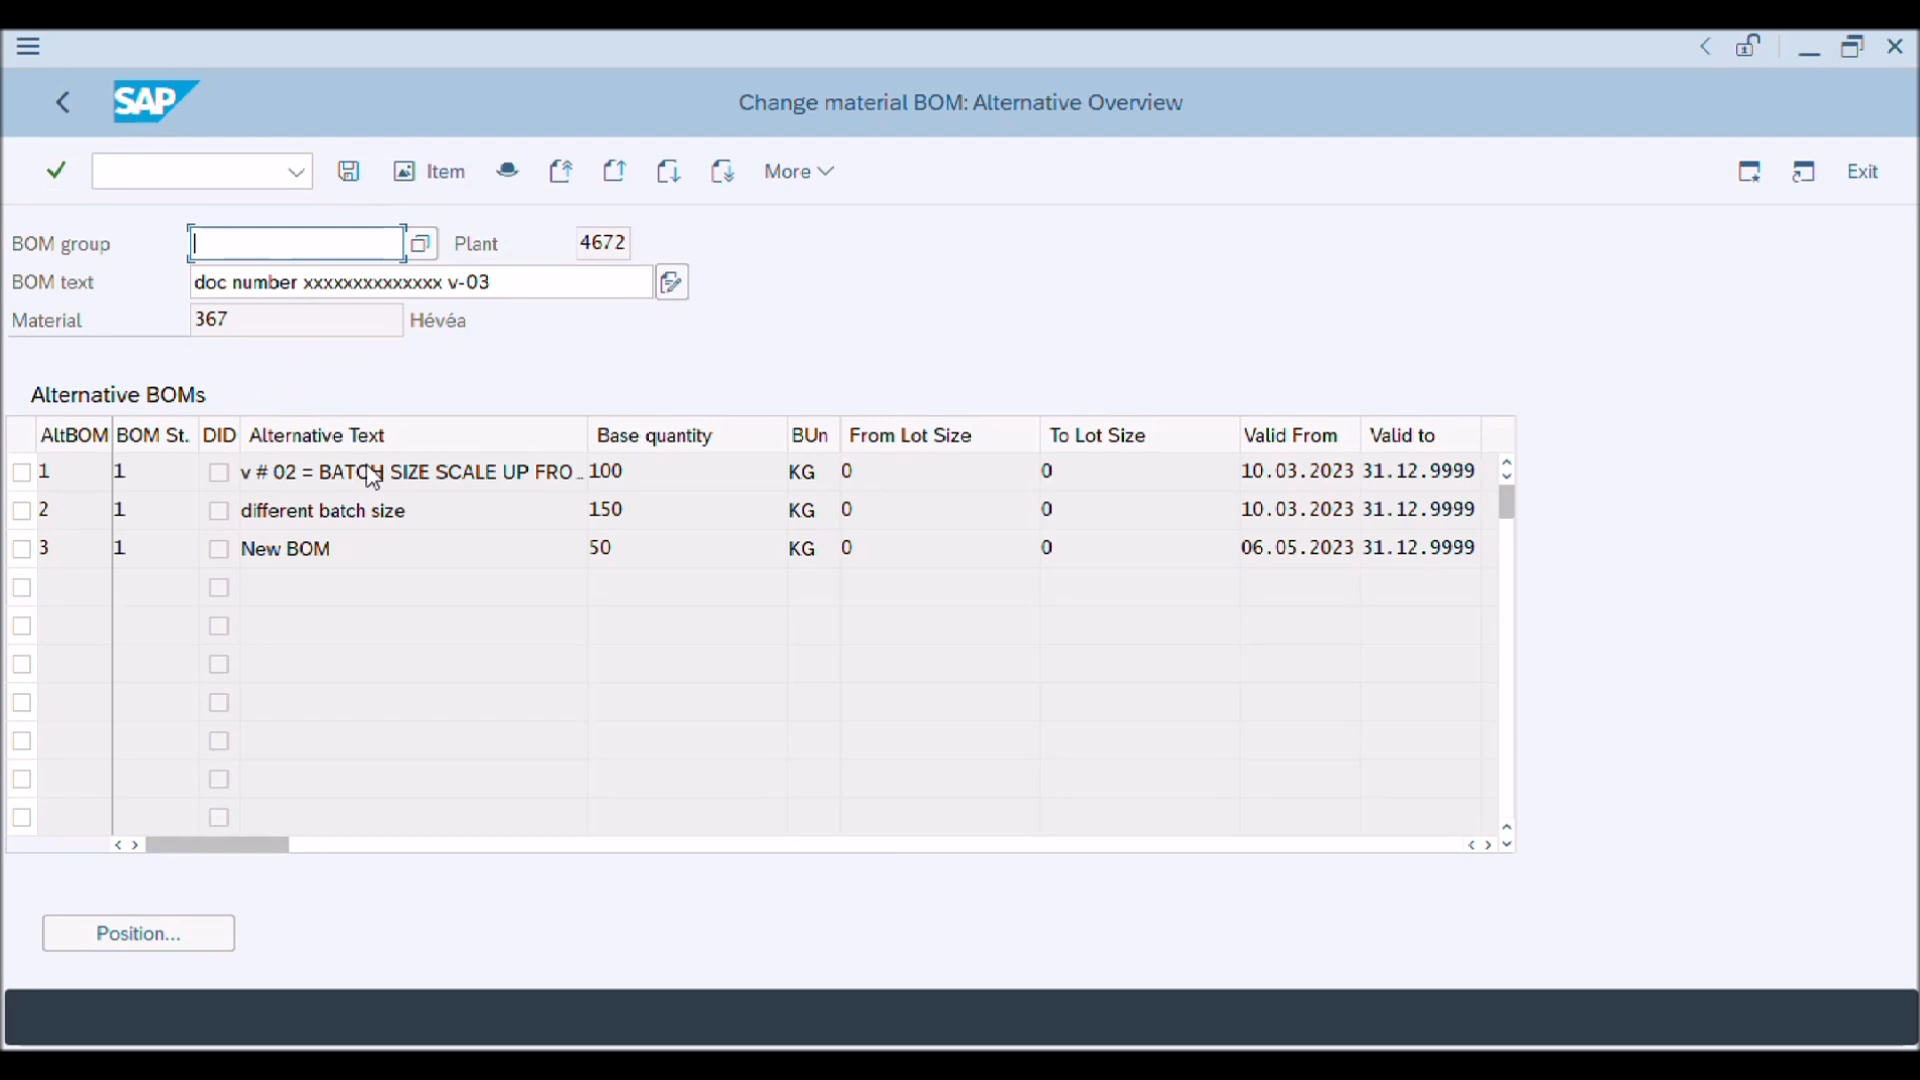 SAP
Change material BOM: Alternative Overview
Item More Exit
BOM group Plant 4672
BOM text doc number xxxxxxxxxxxxxx v-03
Material 367 Hévéa
Alternative BOMs
AltBOM BOM St. DID Alternative Text Base quantity BUn From Lot Size To Lot Size Valid From Valid to
1 1 v # 02 = BATCH SIZE SCALE UP FRO... 100 KG 0 0 10.03.2023 31.12.9999
2 1 different batch size 150 KG 0 0 10.03.2023 31.12.9999
3 1 New BOM 50 KG 0 0 06.05.2023 31.12.9999
Position...